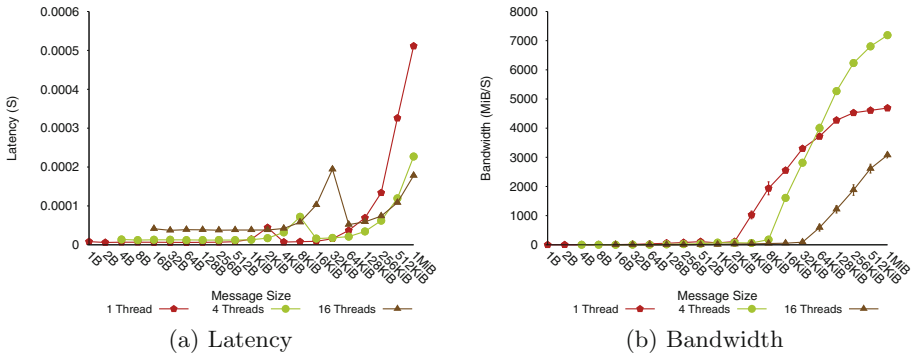 0.0006
0.0005
0.0004
0.0003
0.0002
0.0001
0
Latency (S)
1B
2B
4B
8B
16B
32B
64B
128B
256B
512B
1KiB
2KiB
4KiB
8KiB
16KiB
32KiB
64KiB
129KiB
256KiB
512KiB
1MiB
Message Size
1 Thread
4 Threads
16 Threads
(a) Latency
8000
7000
6000
5000
4000
3000
2000
1000
0
Bandwidth (MiB/S)
1B
2B
4B
8B
16B
32B
64B
128B
256B
512B
1KiB
2KiB
4KiB
8KiB
16KiB
32KiB
64KiB
129KiB
256KiB
512KiB
1MiB
Message Size
1 Thread
4 Threads
16 Threads
(b) Bandwidth